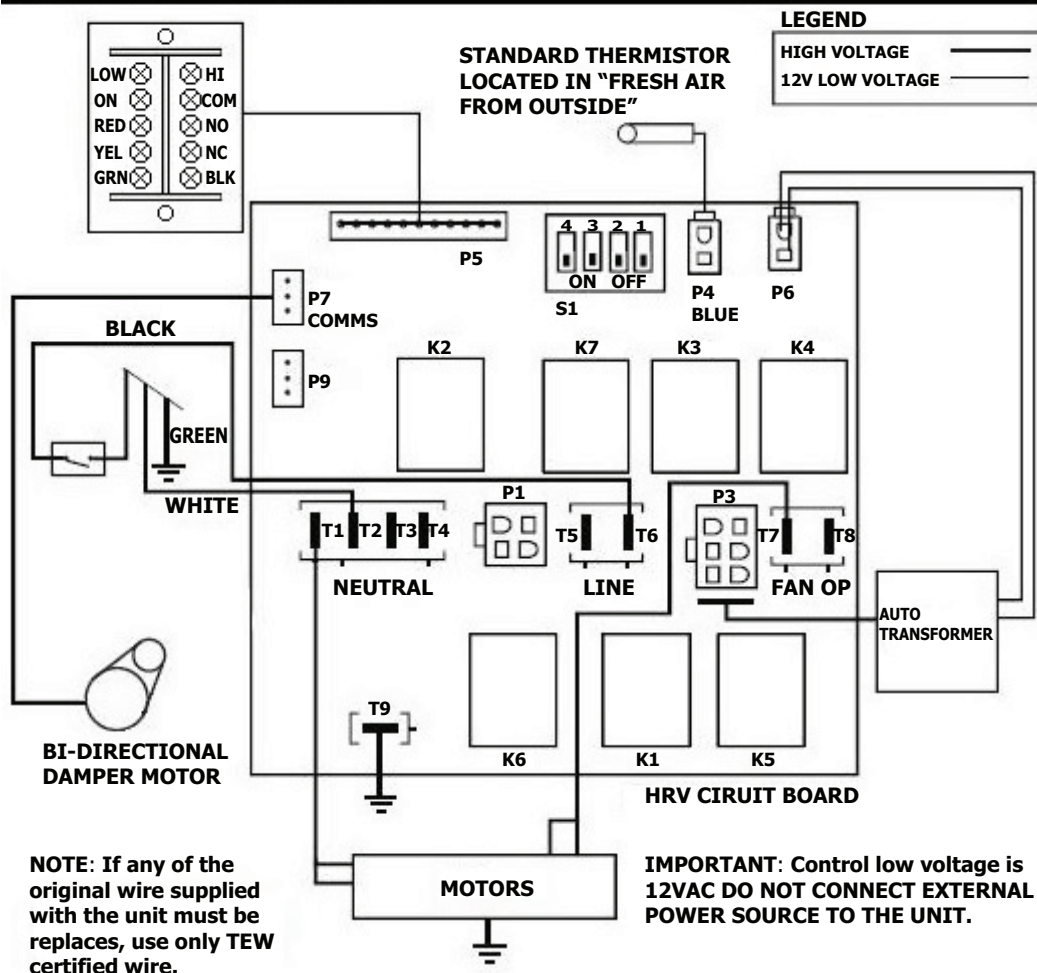 LEGEND
HIGH VOLTAGE
12V LOW VOLTAGE
STANDARD THERMISTOR
LOCATED IN “FRESH AIR
FROM OUTSIDE”
LOW HI
ON COM
RED NO
YEL NC
GRN BLK
P5
4 3 2 1
ON OFF
S1
P4
BLUE
P6
P7
COMMS
P9
BLACK
GREEN
WHITE
K2
K7
K3
K4
T1 T2 T3 T4
NEUTRAL
P1
T5 T6
LINE
P3
T7 T8
FAN OP
AUTO
TRANSFORMER
T9
K6
K1
K5
BI-DIRECTIONAL
DAMPER MOTOR
HRV CIRUIT BOARD
MOTORS
NOTE: If any of the
original wire supplied
with the unit must be
replaces, use only TEW
certified wire.
IMPORTANT: Control low voltage is
12VAC DO NOT CONNECT EXTERNAL
POWER SOURCE TO THE UNIT.